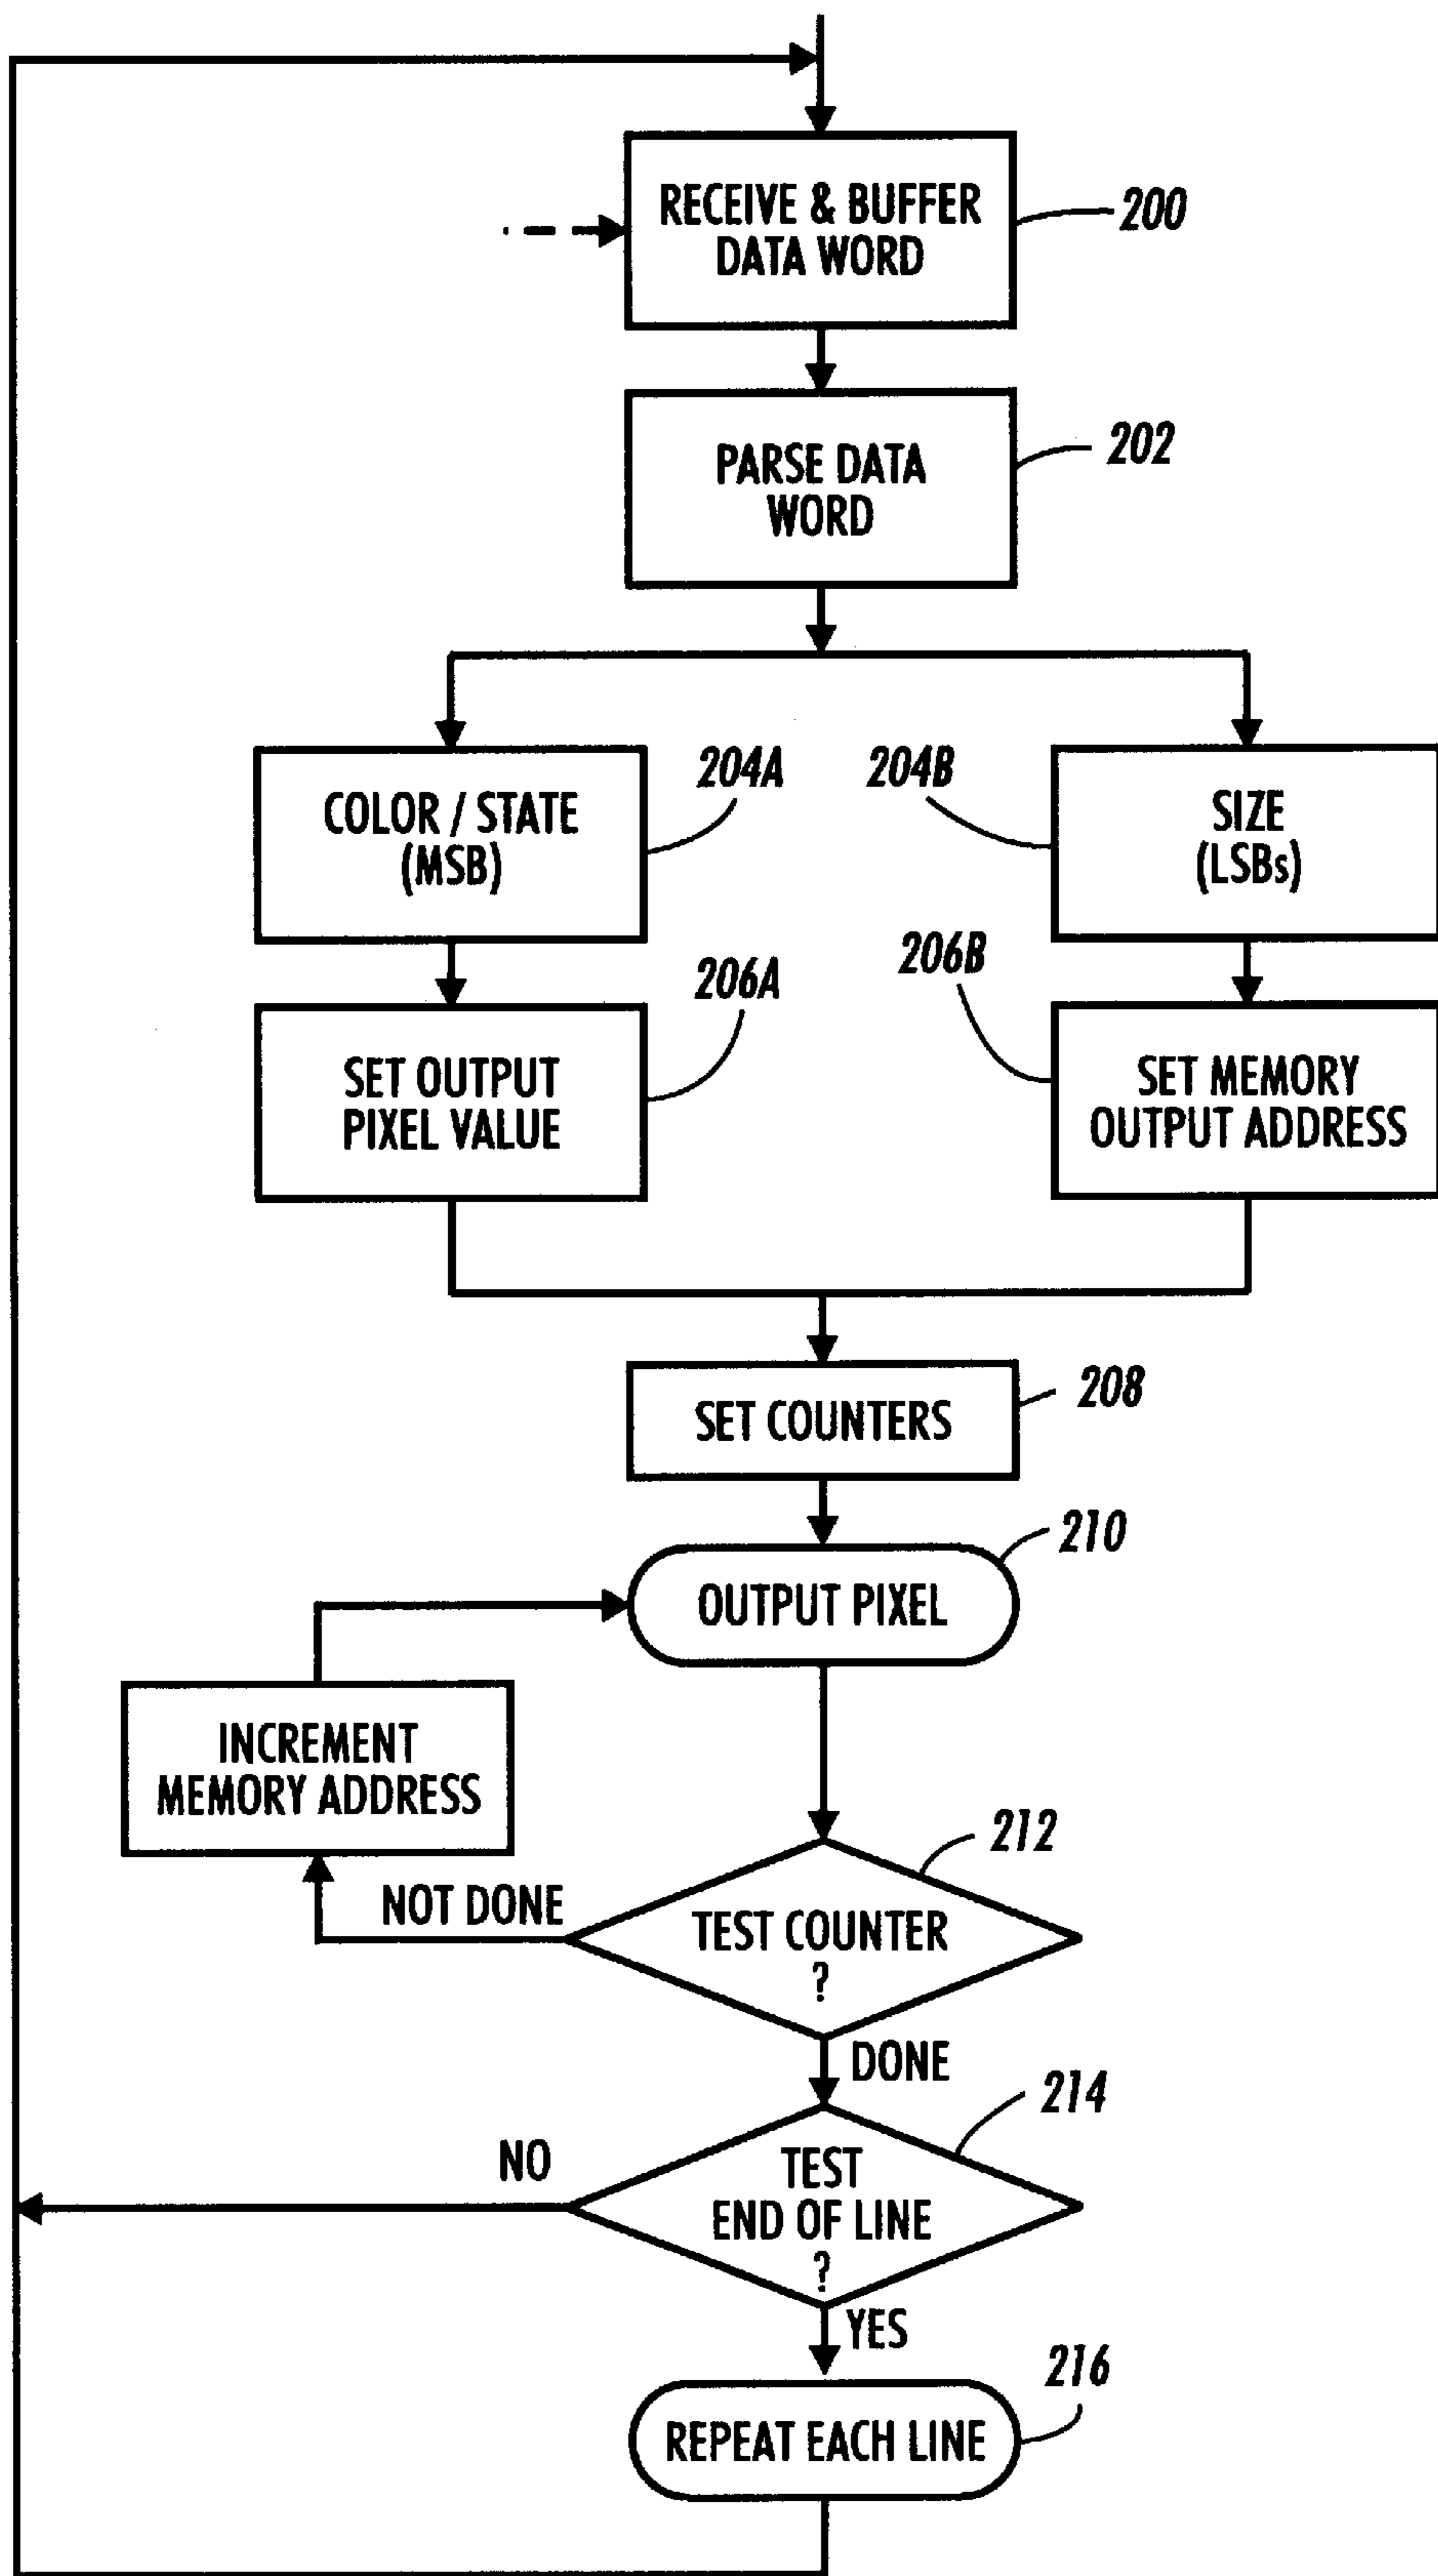 RECEIVE & BUFFER
DATA WORD
200
PARSE DATA
WORD
202
COLOR / STATE
(MSB)
204A
204B
SIZE
(LSBs)
206A
206B
SET OUTPUT
PIXEL VALUE
SET MEMORY
OUTPUT ADDRESS
SET COUNTERS
208
OUTPUT PIXEL
210
INCREMENT
MEMORY ADDRESS
NOT DONE
TEST COUNTER
?
212
DONE
214
NO
TEST
END OF LINE
?
YES
REPEAT EACH LINE
216